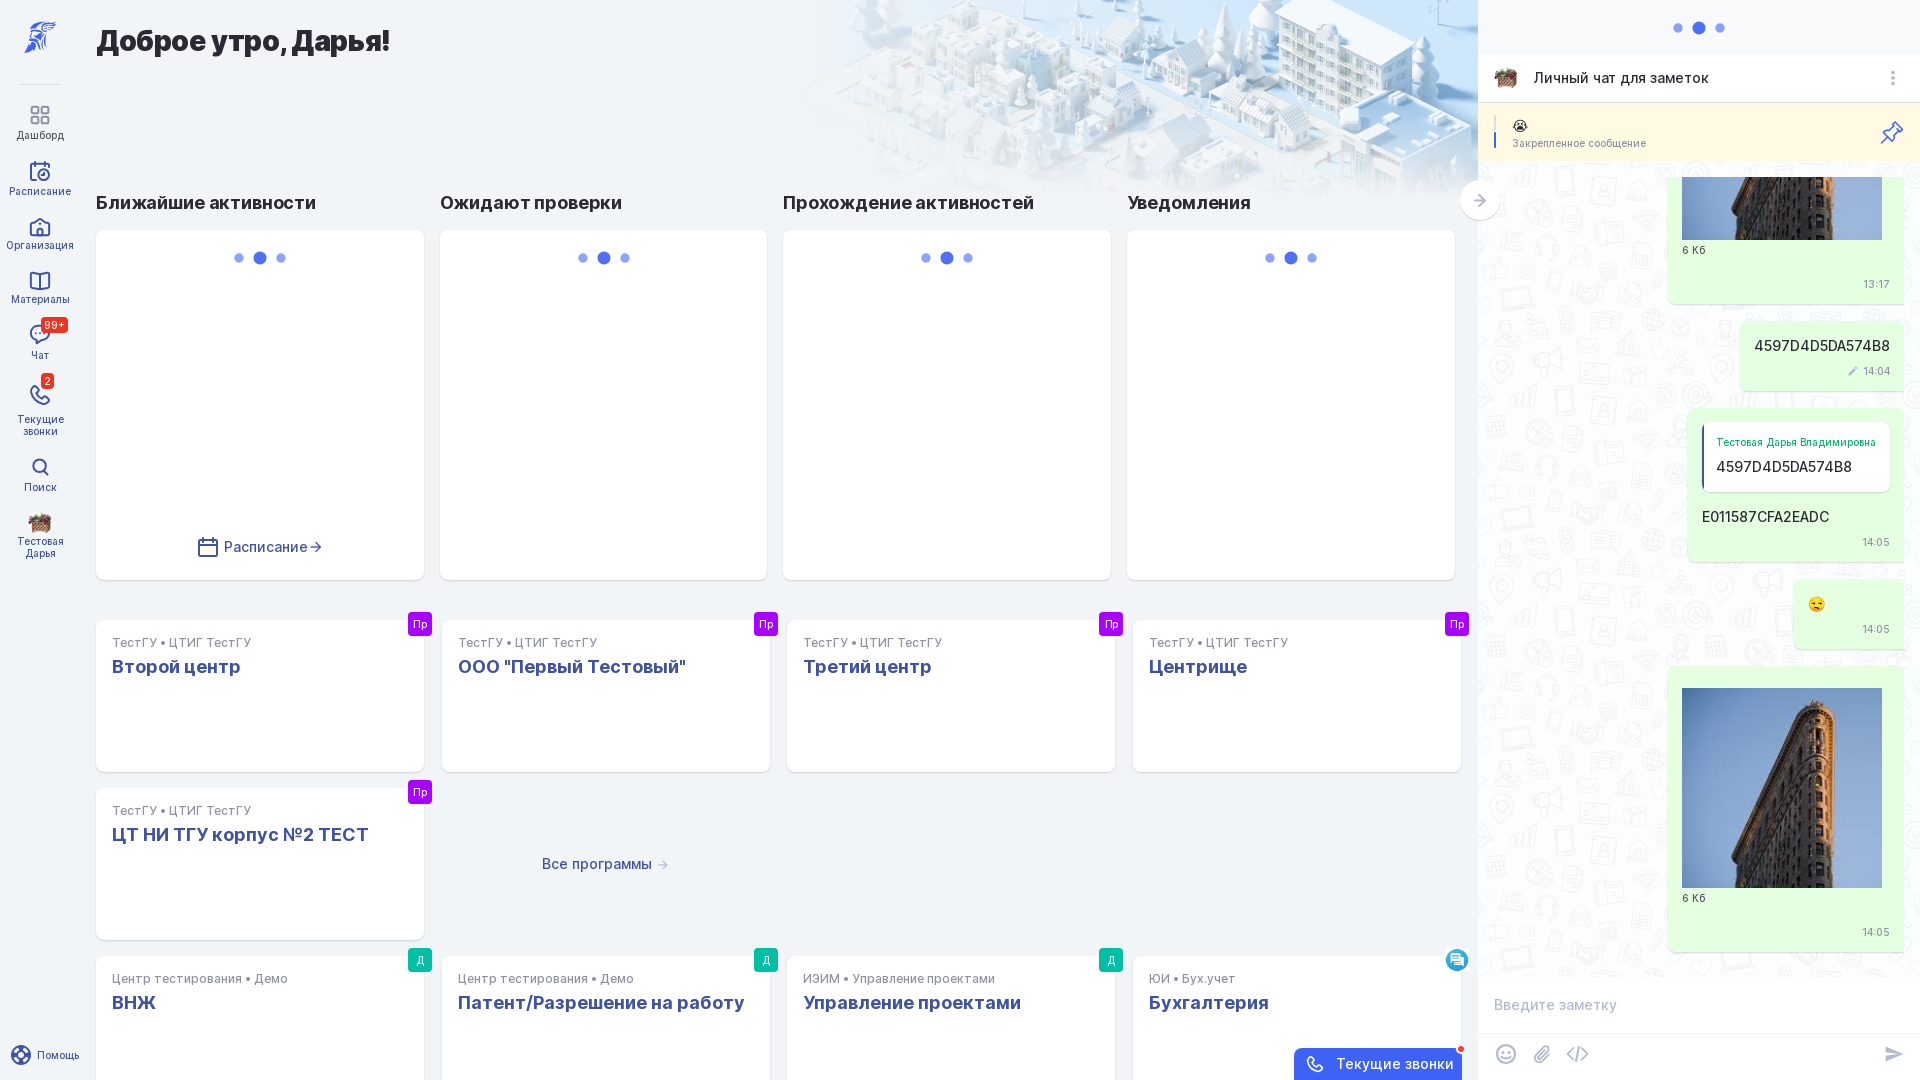 Дашборд
Расписание
Организация
Материалы
99+
Чат
2
Текущие
звонки
Поиск
Тестовая
Дарья
Помощь
Доброе утро, Дарья!
Ближайшие активности
Ожидают проверки
Прохождение активностей
Уведомления
Расписание
Пр
ТестГУ • ЦТИГ ТестГУ
Второй центр
Пр
ТестГУ • ЦТИГ ТестГУ
ООО "Первый Тестовый"
Пр
ТестГУ • ЦТИГ ТестГУ
Третий центр
Пр
ТестГУ • ЦТИГ ТестГУ
Центрище
Пр
ТестГУ • ЦТИГ ТестГУ
ЦТ НИ ТГУ корпус №2 ТЕСТ
Все программы
Д
Центр тестирования • Демо
ВНЖ
Д
Центр тестирования • Демо
Патент/Разрешение на работу
Д
ИЭИМ • Управление проектами
Управление проектами
ЮИ • Бух.учет
Бухгалтерия
Текущие звонки
Личный чат для заметок
😭
Закрепленное сообщение
6 Кб
13:17
4597D4D5DA574B8
14:04
Тестовая Дарья Владимировна
4597D4D5DA574B8
E011587CFA2EADC
14:05
😒
14:05
6 Кб
14:05
Введите заметку